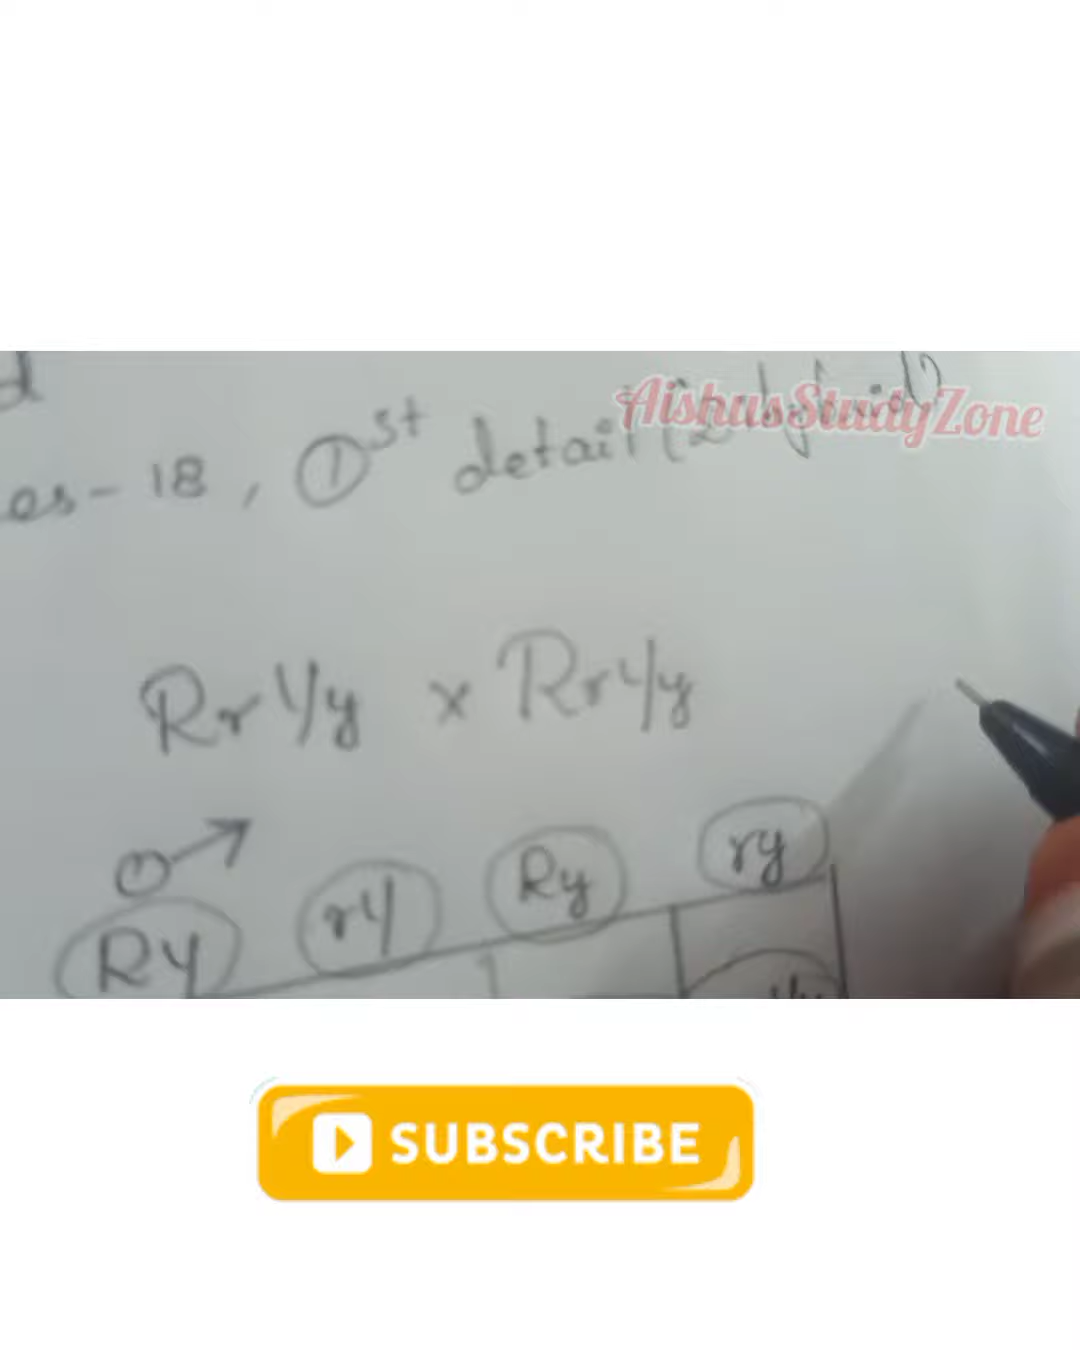 AishusStudyZone
es-18, ①st detail
RrYy × RrYy
RY rY Ry ry
SUBSCRIBE